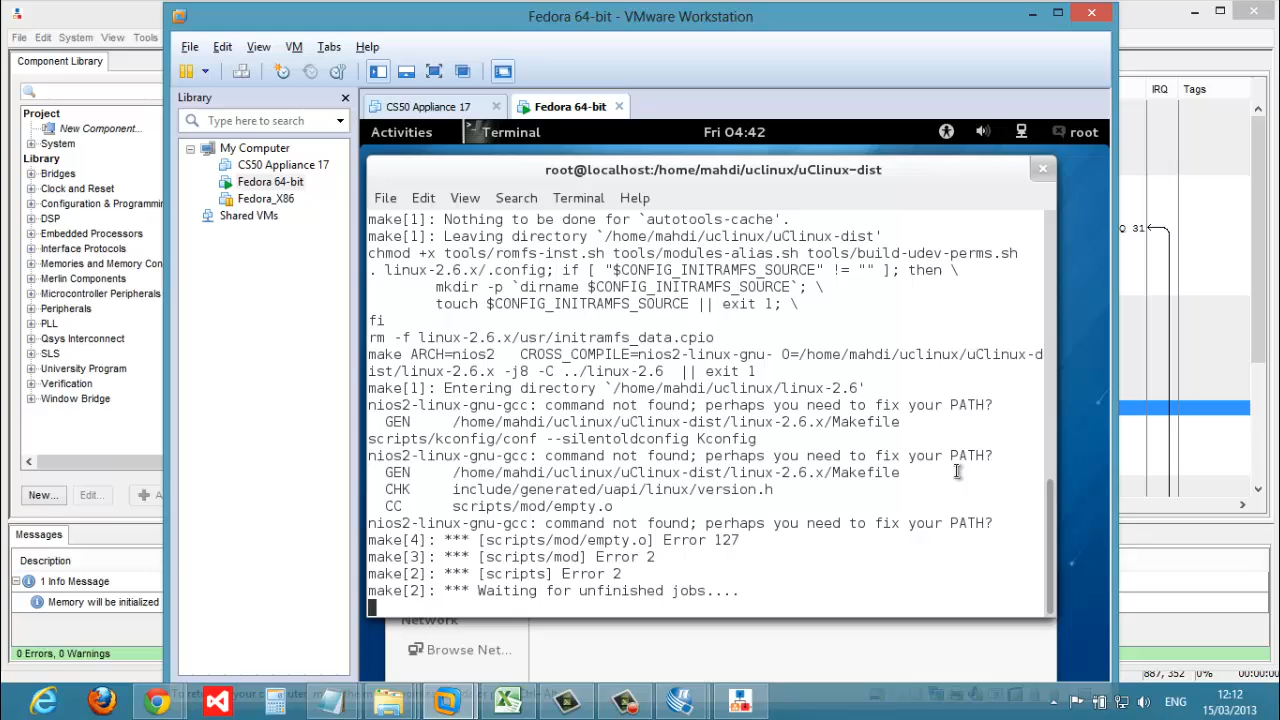 Fedora 64-bit - VMware Workstation
File Edit System View Tools
File Edit View VM Tabs Help
Component Library
Project
New Component...
System
Library
Bridges
Clock and Reset
Configuration & Programmin
DSP
Embedded Processors
Interface Protocols
Memories and Memory Con
Merlin Components
Microcontroller Peripherals
Peripherals
PLL
Qsys Interconnect
SLS
University Program
Verification
Window Bridge
New... Edit... Add
Messages
Description
1 Info Message
Memory will be initialized
0 Errors, 0 Warnings
Library
Type here to search
My Computer
CS50 Appliance 17
Fedora 64-bit
Fedora_X86
Shared VMs
CS50 Appliance 17
Fedora 64-bit
Activities Terminal Fri 04:42 root
root@localhost:/home/mahdi/uclinux/uClinux-dist
File Edit View Search Terminal Help
make[1]: Nothing to be done for `autotools-cache'.
make[1]: Leaving directory `/home/mahdi/uclinux/uClinux-dist'
chmod +x tools/romfs-inst.sh tools/modules-alias.sh tools/build-udev-perms.sh
. linux-2.6.x/.config; if [ "$CONFIG_INITRAMFS_SOURCE" != "" ]; then \
mkdir -p `dirname $CONFIG_INITRAMFS_SOURCE`; \
touch $CONFIG_INITRAMFS_SOURCE || exit 1; \
fi
rm -f linux-2.6.x/usr/initramfs_data.cpio
make ARCH=nios2 CROSS_COMPILE=nios2-linux-gnu- O=/home/mahdi/uclinux/uClinux-d
ist/linux-2.6.x -j8 -C ../linux-2.6 || exit 1
make[1]: Entering directory `/home/mahdi/uclinux/linux-2.6'
nios2-linux-gnu-gcc: command not found; perhaps you need to fix your PATH?
GEN /home/mahdi/uclinux/uClinux-dist/linux-2.6.x/Makefile
scripts/kconfig/conf --silentoldconfig Kconfig
nios2-linux-gnu-gcc: command not found; perhaps you need to fix your PATH?
GEN /home/mahdi/uclinux/uClinux-dist/linux-2.6.x/Makefile
CHK include/generated/uapi/linux/version.h
CC scripts/mod/empty.o
nios2-linux-gnu-gcc: command not found; perhaps you need to fix your PATH?
make[4]: *** [scripts/mod/empty.o] Error 127
make[3]: *** [scripts/mod] Error 2
make[2]: *** [scripts] Error 2
make[2]: *** Waiting for unfinished jobs....
Network
Browse Net...
IRQ Tags
Q 31
887, 352 0% 00:00:0
ENG
12:12
15/03/2013